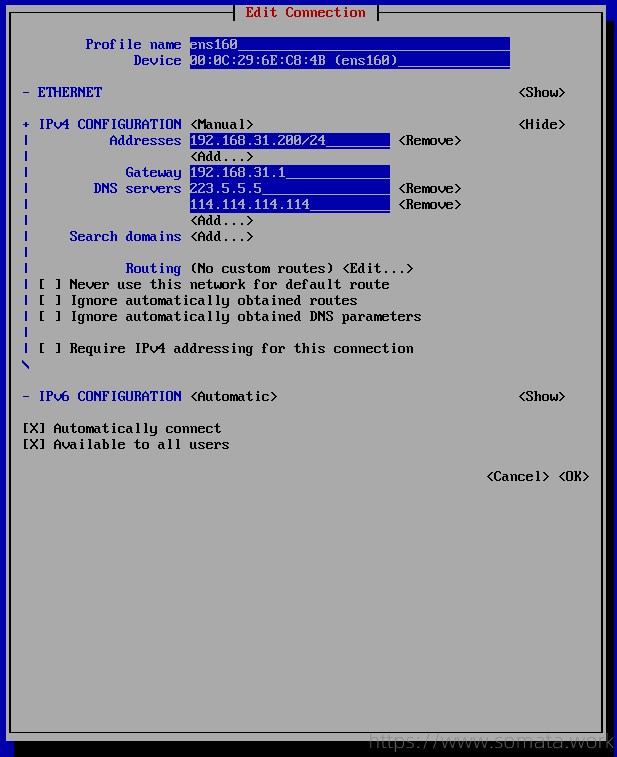 Edit Connection
Profile name ens160
Device 00:0C:29:6E:C8:4B (ens160)
- ETHERNET <Show>
+ IPv4 CONFIGURATION <Manual> <Hide>
Addresses 192.168.31.200/24 <Remove>
<Add...>
Gateway 192.168.31.1
DNS servers 223.5.5.5 <Remove>
114.114.114.114 <Remove>
<Add...>
Search domains <Add...>
Routing (No custom routes) <Edit...>
[ ] Never use this network for default route
[ ] Ignore automatically obtained routes
[ ] Ignore automatically obtained DNS parameters
[ ] Require IPv4 addressing for this connection
- IPv6 CONFIGURATION <Automatic> <Show>
[X] Automatically connect
[X] Available to all users
<Cancel> <OK>
https://www.somata.work